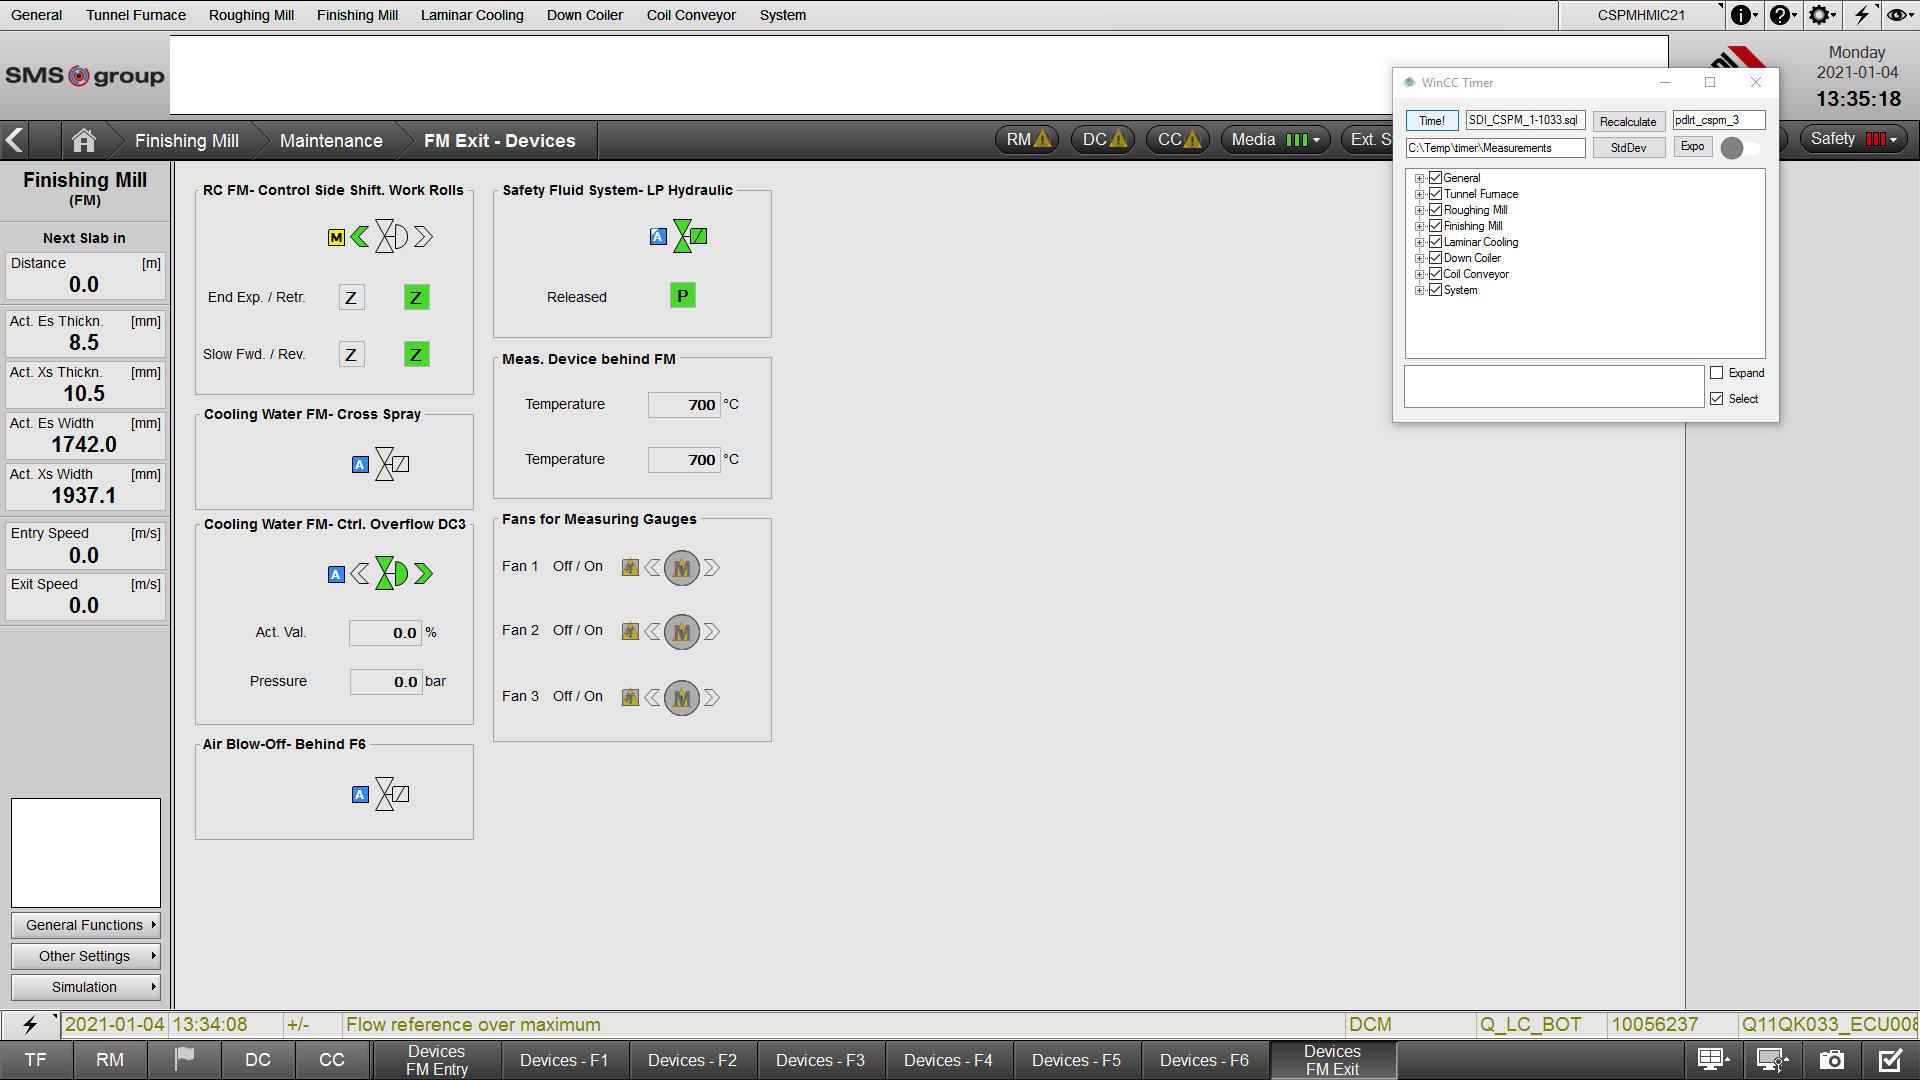 General Tunnel Furnace Roughing Mill Finishing Mill Laminar Cooling Down Coiler Coil Conveyor System CSPMHMIC21
SMS group
Monday
2021-01-04
13:35:18
WinCC Timer
Time! SDI_CSPM_1-1033.sql Recalculate pdlrt_cspm_3
C:\Temp\timer\Measurements StdDev Expo
General
Tunnel Furnace
Roughing Mill
Finishing Mill
Laminar Cooling
Down Coiler
Coil Conveyor
System
Expand
Select
Finishing Mill Maintenance FM Exit - Devices RM DC CC Media Ext. S Safety
Finishing Mill
(FM)
Next Slab in
Distance [m]
0.0
Act. Es Thickn. [mm]
8.5
Act. Xs Thickn. [mm]
10.5
Act. Es Width [mm]
1742.0
Act. Xs Width [mm]
1937.1
Entry Speed [m/s]
0.0
Exit Speed [m/s]
0.0
General Functions
Other Settings
Simulation
RC FM- Control Side Shift. Work Rolls
M
End Exp. / Retr. Z Z
Slow Fwd. / Rev. Z Z
Cooling Water FM- Cross Spray
A
Cooling Water FM- Ctrl. Overflow DC3
A
Act. Val. 0.0 %
Pressure 0.0 bar
Air Blow-Off- Behind F6
A
Safety Fluid System- LP Hydraulic
A
Released P
Meas. Device behind FM
Temperature 700 °C
Temperature 700 °C
Fans for Measuring Gauges
Fan 1 Off / On M
Fan 2 Off / On M
Fan 3 Off / On M
2021-01-04 13:34:08 +/- Flow reference over maximum DCM Q_LC_BOT 10056237 Q11QK033_ECU008
TF RM DC CC
Devices
FM Entry
Devices - F1 Devices - F2 Devices - F3 Devices - F4 Devices - F5 Devices - F6
Devices
FM Exit